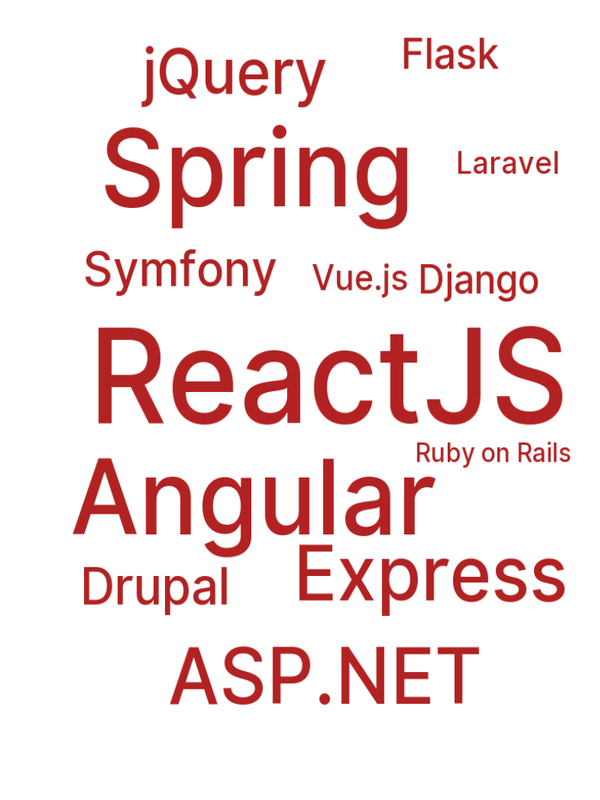 jQuery
Flask
Spring
Laravel
Symfony
Vue.js
Django
ReactJS
Ruby on Rails
Angular
Express
Drupal
ASP.NET